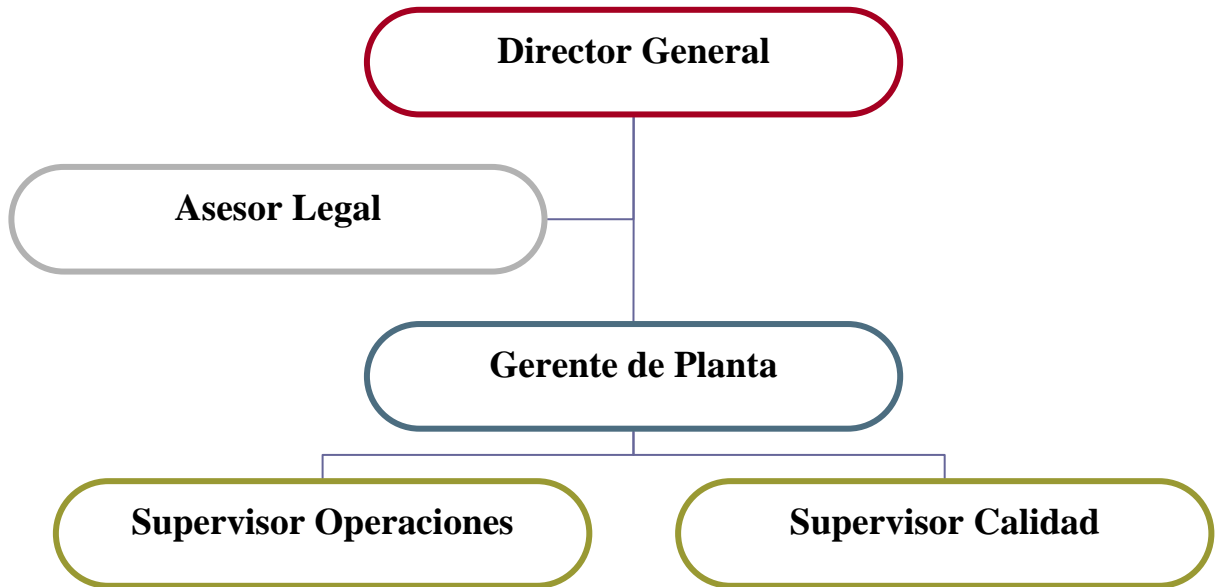 Director General
Asesor Legal
Gerente de Planta
Supervisor Operaciones
Supervisor Calidad